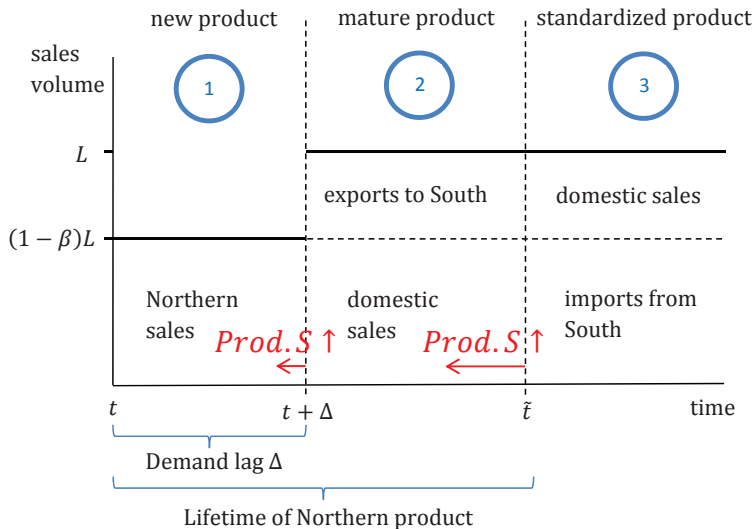 new product
mature product
standardized product
sales
volume
1
2
3
L
exports to South
domestic sales
(1 − β)L
Northern
sales
domestic
sales
imports from
South
Prod.S ↑
Prod.S ↑
t
t + Δ
t̃
time
Demand lag Δ
Lifetime of Northern product